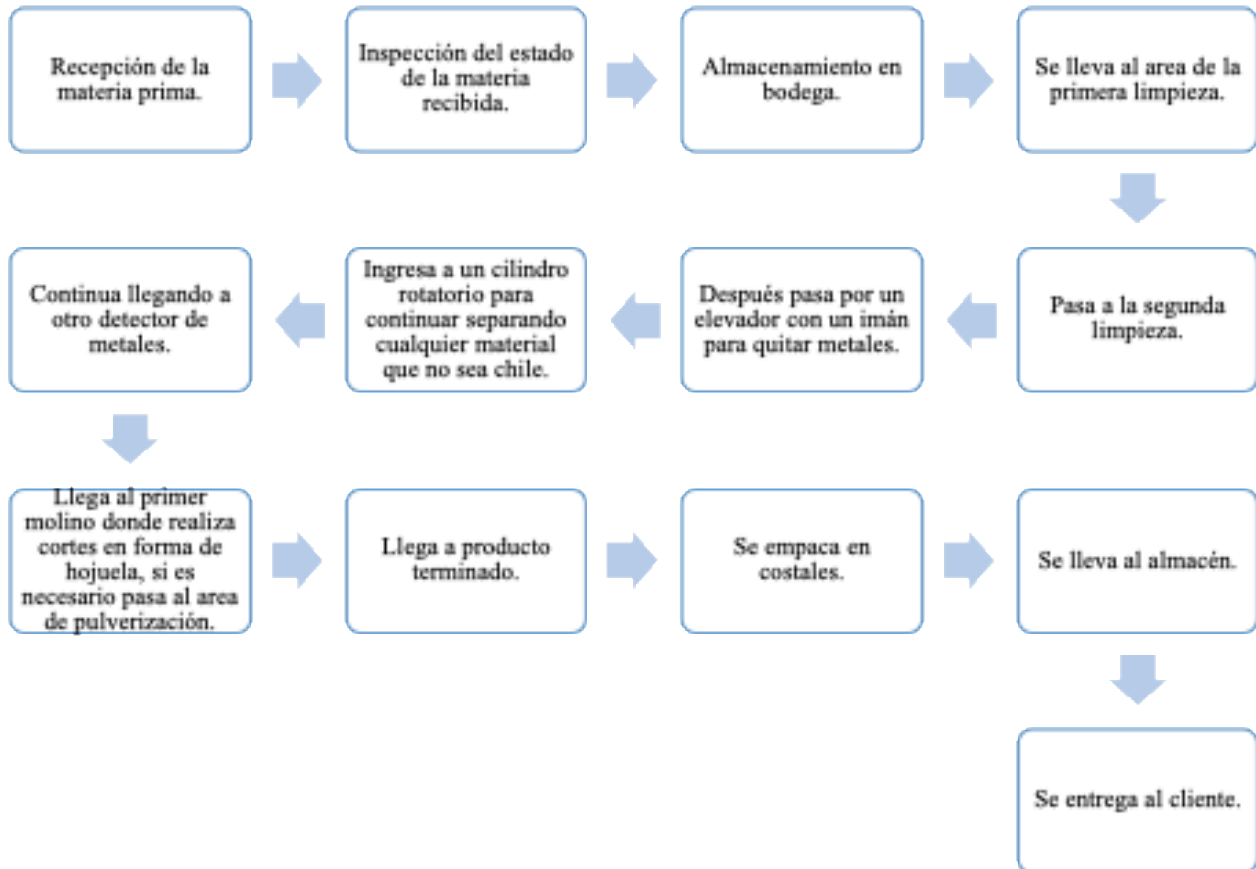 Recepción de la
materia prima.
Inspección del estado
de la materia
recibida.
Almacenamiento en
bodega.
Se lleva al area de la
primera limpieza.
Pasa a la segunda
limpieza.
Después pasa por un
elevador con un imán
para quitar metales.
Ingresa a un cilindro
rotatorio para
continuar separando
cualquier material
que no sea chile.
Continua llegando a
otro detector de
metales.
Llega al primer
molino donde realiza
cortes en forma de
hojuela, si es
necesario pasa al area
de pulverización.
Llega a producto
terminado.
Se empaca en
costales.
Se lleva al almacén.
Se entrega al cliente.